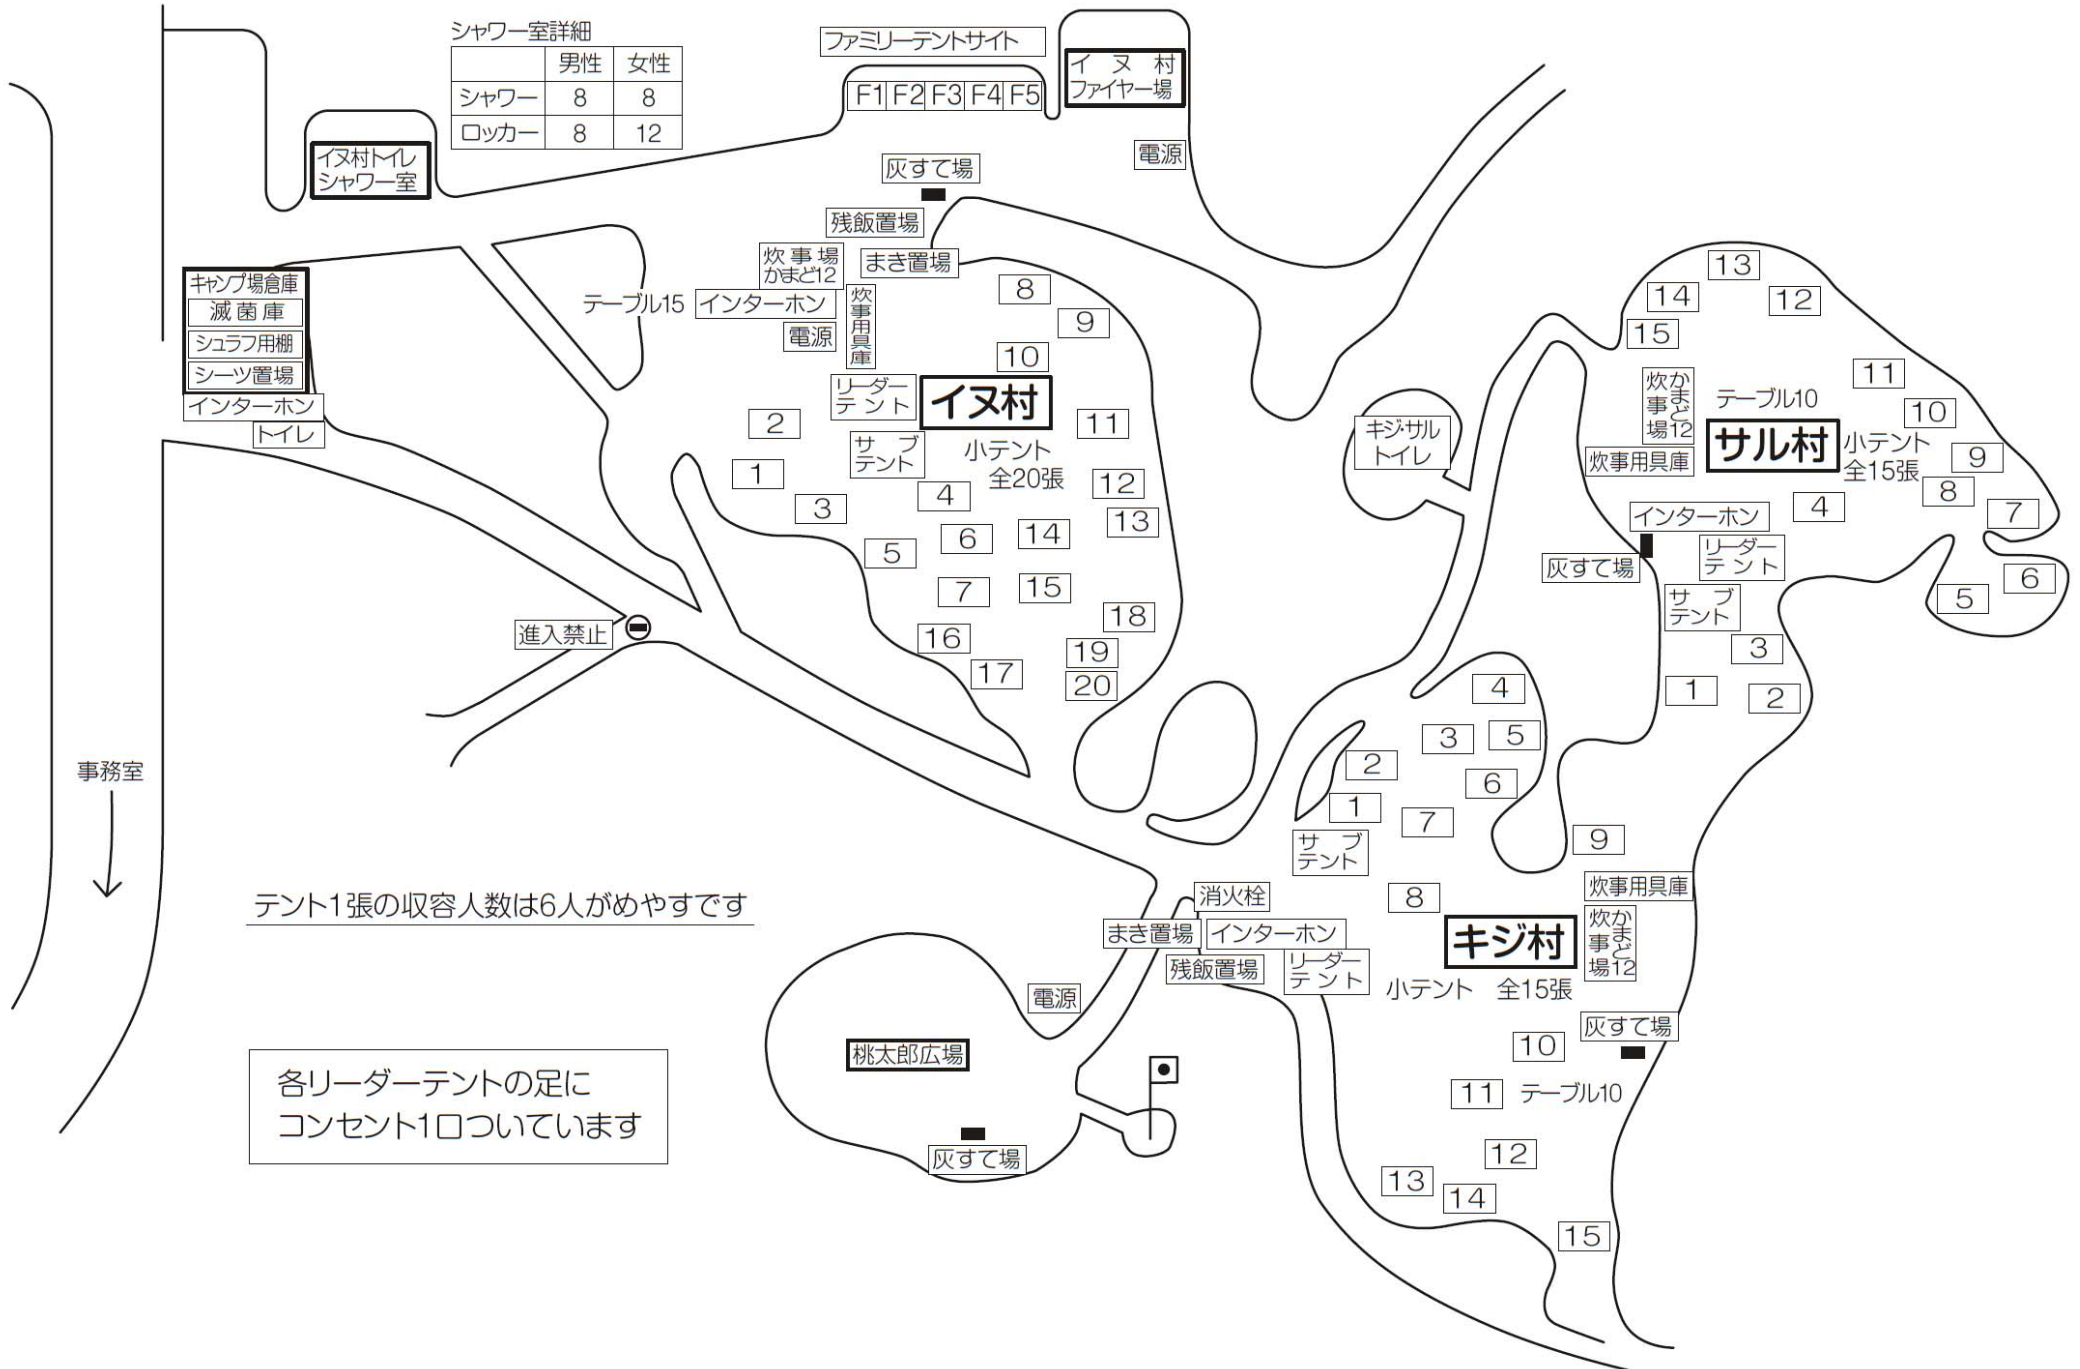 シャワー室詳細
男性 女性
シャワー 8 8
ロッカー 8 12
イヌ村トイレ
シャワー室
ファミリーテントサイト
F1 F2 F3 F4 F5
イヌ村
ファイヤー場
電源
灰すて場
残飯置場
まき置場
炊事場
かまど12
テーブル15
インターホン
電源
炊事用具庫
リーダー
テント
イヌ村
サブ
テント
小テント
全20張
8
9
10
2
11
1
12
4
3
13
14
6
5
15
7
18
16
19
17
20
キャンプ場倉庫
滅菌庫
シュラフ用棚
シーツ置場
インターホン
トイレ
進入禁止
事務室
キジ・サル
トイレ
13
14
12
15
11
10
9
8
7
4
6
5
3
1
2
炊事場
かまど12
テーブル10
サル村
小テント
全15張
炊事用具庫
インターホン
灰すて場
リーダー
テント
サブ
テント
4
3
5
2
6
1
7
9
サブ
テント
8
炊事用具庫
消火栓
まき置場
インターホン
残飯置場
リーダー
テント
キジ村
炊事場
かまど12
小テント 全15張
灰すて場
10
11
テーブル10
12
13
14
15
電源
桃太郎広場
灰すて場
テント1張の収容人数は6人がめやすです
各リーダーテントの足に
コンセント1口ついています